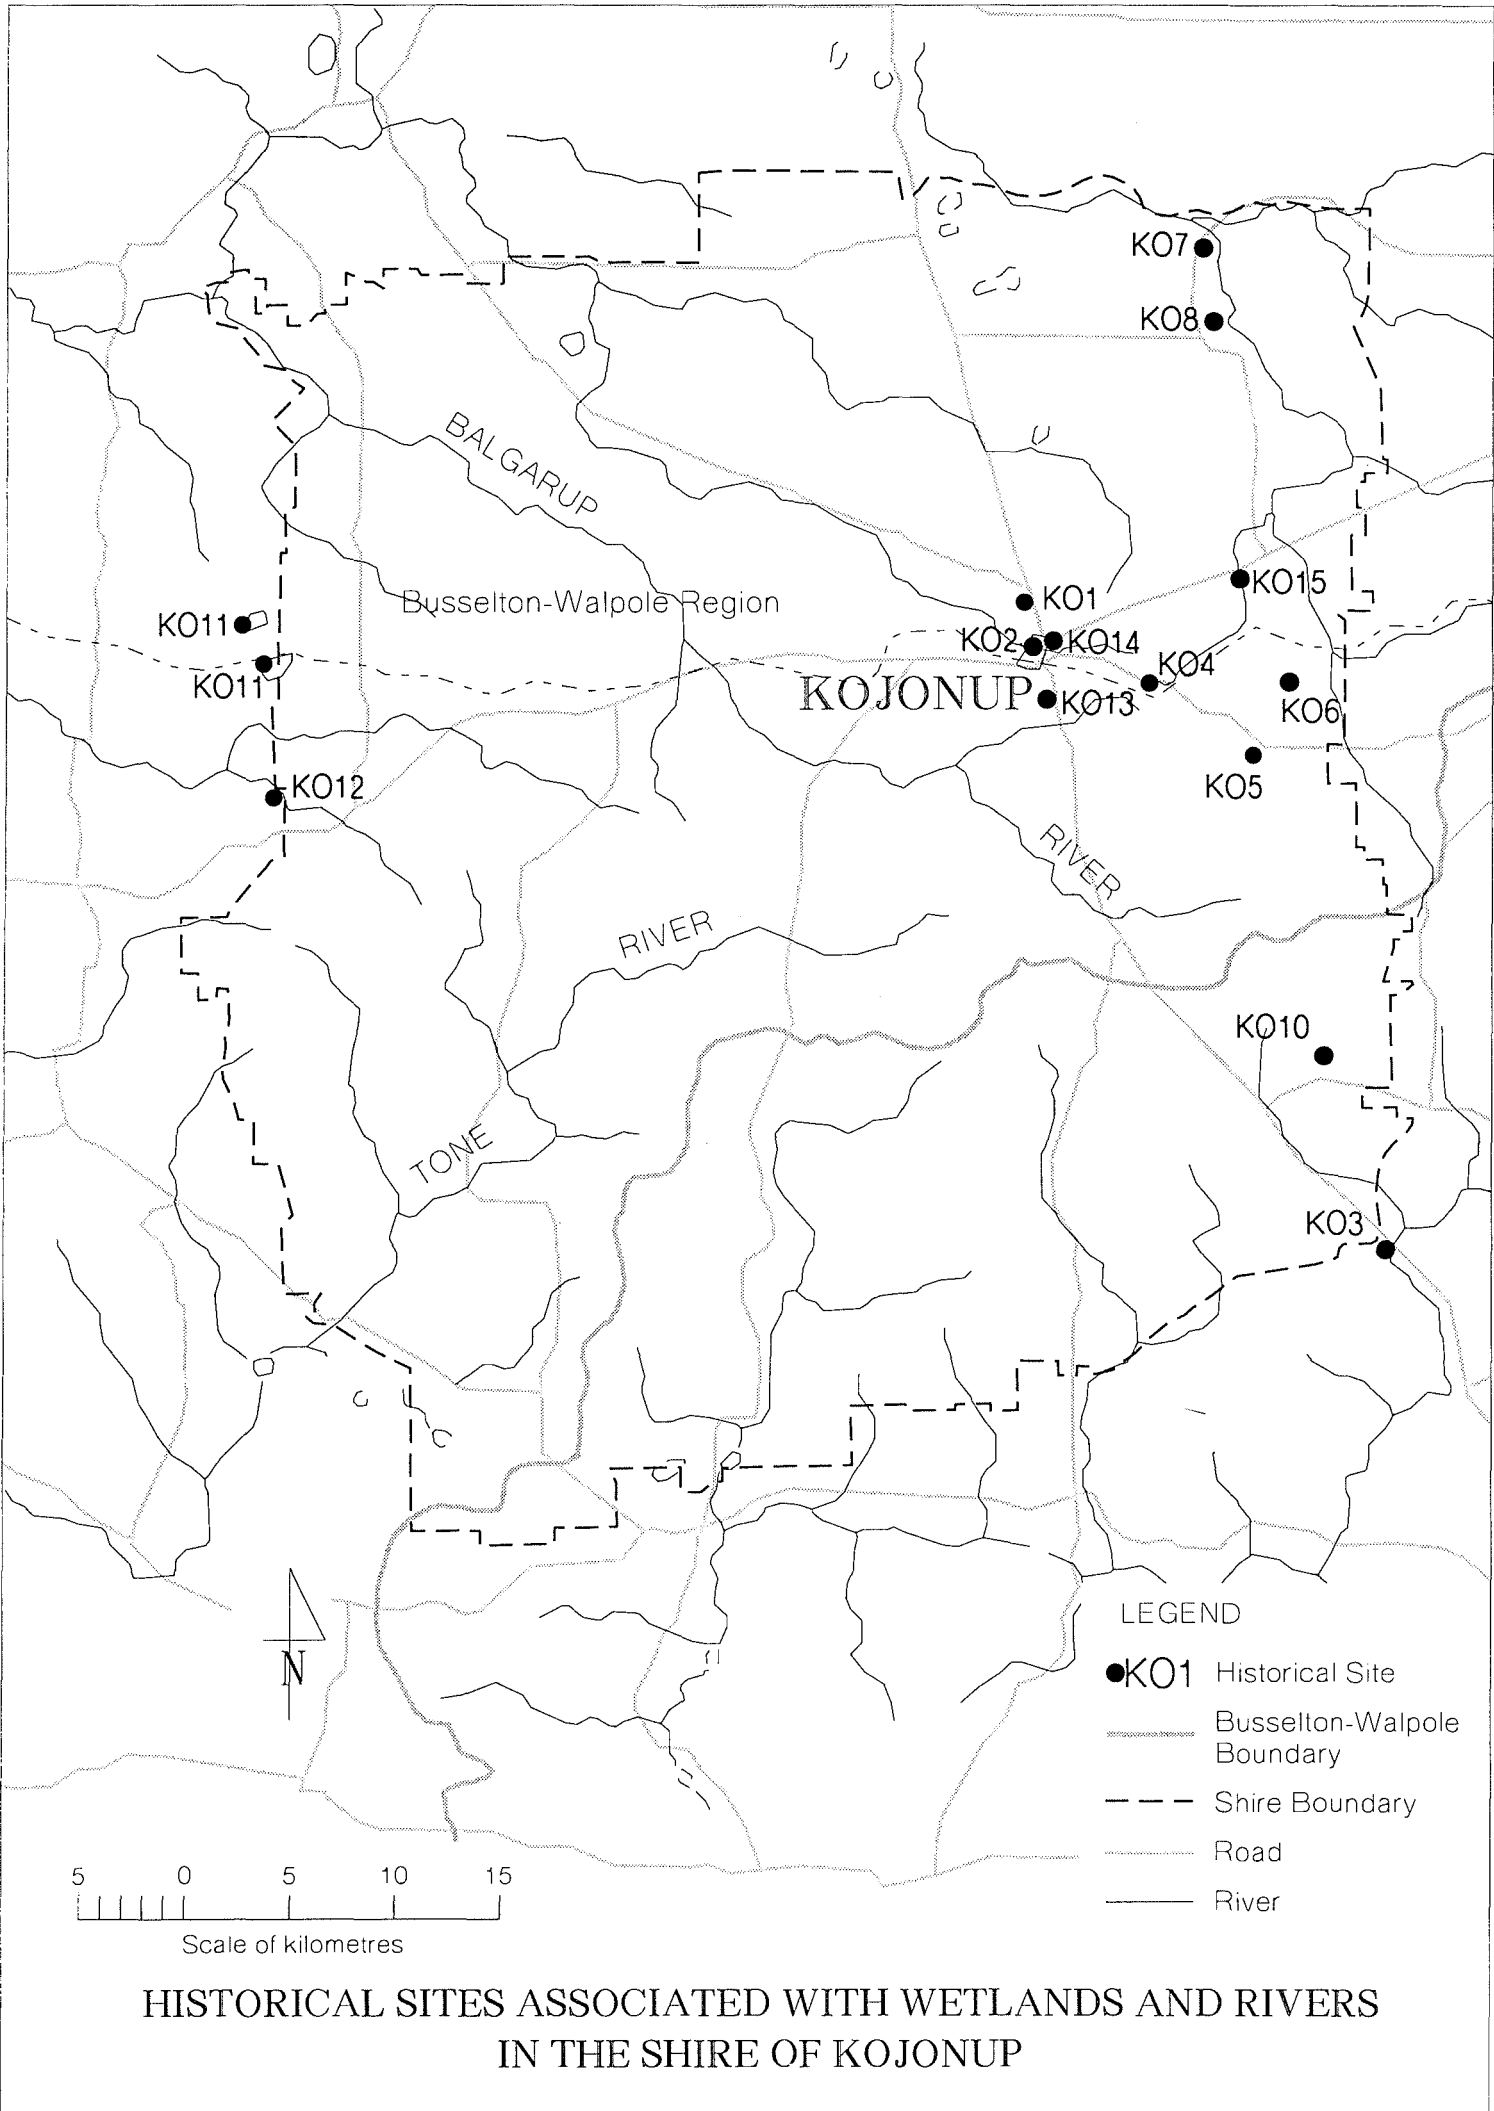 KO7
KO8
BALGARUP
KO15
Busselton-Walpole Region
KO1
KO11
KO2
KO14
KO4
KO11
KOJONUP
KO13
KO6
KO12
KO5
RIVER
RIVER
KO10
TONE
KO3
N
LEGEND
KO1 Historical Site
Busselton-Walpole
Boundary
Shire Boundary
Road
River
5 0 5 10 15
Scale of kilometres
HISTORICAL SITES ASSOCIATED WITH WETLANDS AND RIVERS
IN THE SHIRE OF KOJONUP